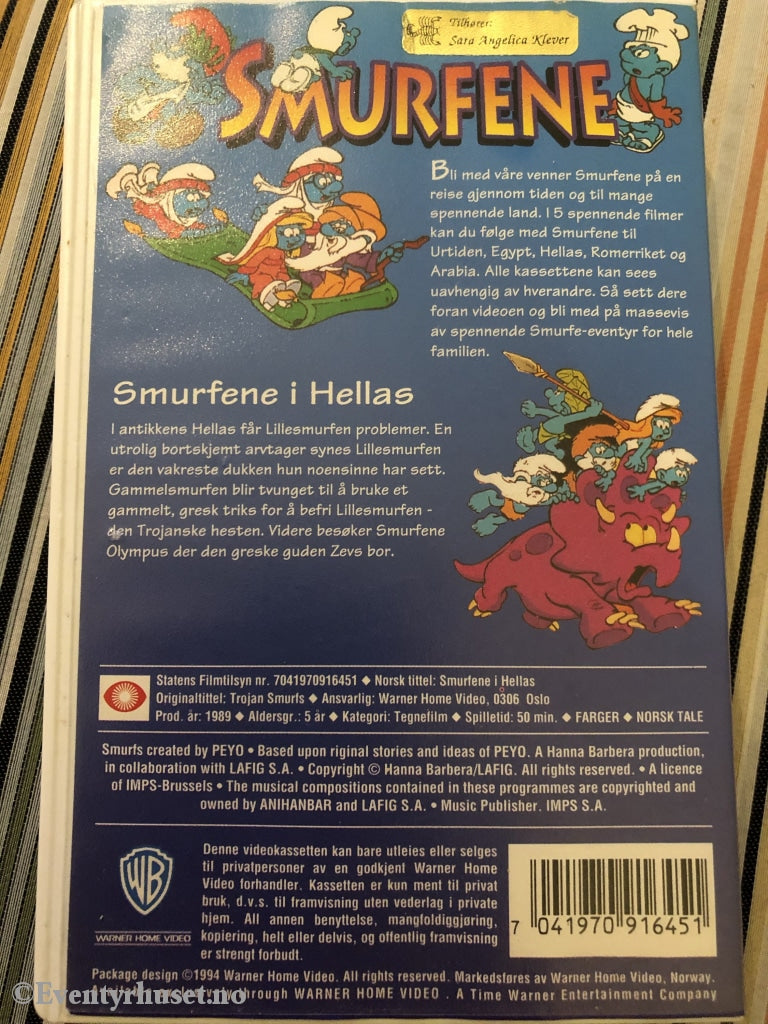 Tilhører:
Sara Angelica Klever
SMURFENE
Bli med våre venner Smurfene på en
reise gjennom tiden og til mange
spennende land. I 5 spennende filmer
kan du følge med Smurfene til
Urtiden, Egypt, Hellas, Romerriket og
Arabia. Alle kassettene kan sees
uavhengig av hverandre. Så sett dere
foran videoen og bli med på massevis
av spennende Smurfe-eventyr for hele
familien.
Smurfene i Hellas
I antikkens Hellas får Lillesmurfen problemer. En
utrolig bortskjemt arvtager synes Lillesmurfen
er den vakreste dukken hun noensinne har sett.
Gammelsmurfen blir tvunget til å bruke et
gammelt, gresk triks for å befri Lillesmurfen -
den Trojanske hesten. Videre besøker Smurfene
Olympus der den greske guden Zevs bor.
Statens Filmtilsyn nr. 7041970916451 ◆ Norsk tittel: Smurfene i Hellas
Originaltittel: Trojan Smurfs ◆ Ansvarlig: Warner Home Video, 0306 Oslo
Prod. år: 1989 ◆ Aldersgr.: 5 år ◆ Kategori: Tegnefilm ◆ Spilletid: 50 min. ◆ FARGER ◆ NORSK TALE
Smurfs created by PEYO • Based upon riginal stories and ideas of PEYO. A Hanna Barbera production,
in collaboration with LAFIG S.A. • Copyright © Hanna Barbera/LAFIG. All rights reserved. • A licence
of IMPS-Brussels • The musical compositions contained in these programmes are copyrighted and
owned by ANIHANBAR and LAFIG S.A. • Music Publisher. IMPS S.A.
WB
WARNER HOME VIDEO
Denne videokassetten kan bare utleies eller selges
til privatpersoner av en godkjent Warner Home
Video forhandler. Kassetten er kun ment til privat
bruk, d.v.s. til framvisning uten vederlag i private
hjem. All annen benyttelse, mangfoldiggjøring,
kopiering, helt eller delvis, og offentlig framvisning
er strengt forbudt.
7 041970 916451
Package design ©1994 Warner Home Video. All rights reserved. Markedsføres av Warner Home Video, Norway.
through WARNER HOME VIDEO . A Time Warner Entertainment Company
©Eventyrhuset.no